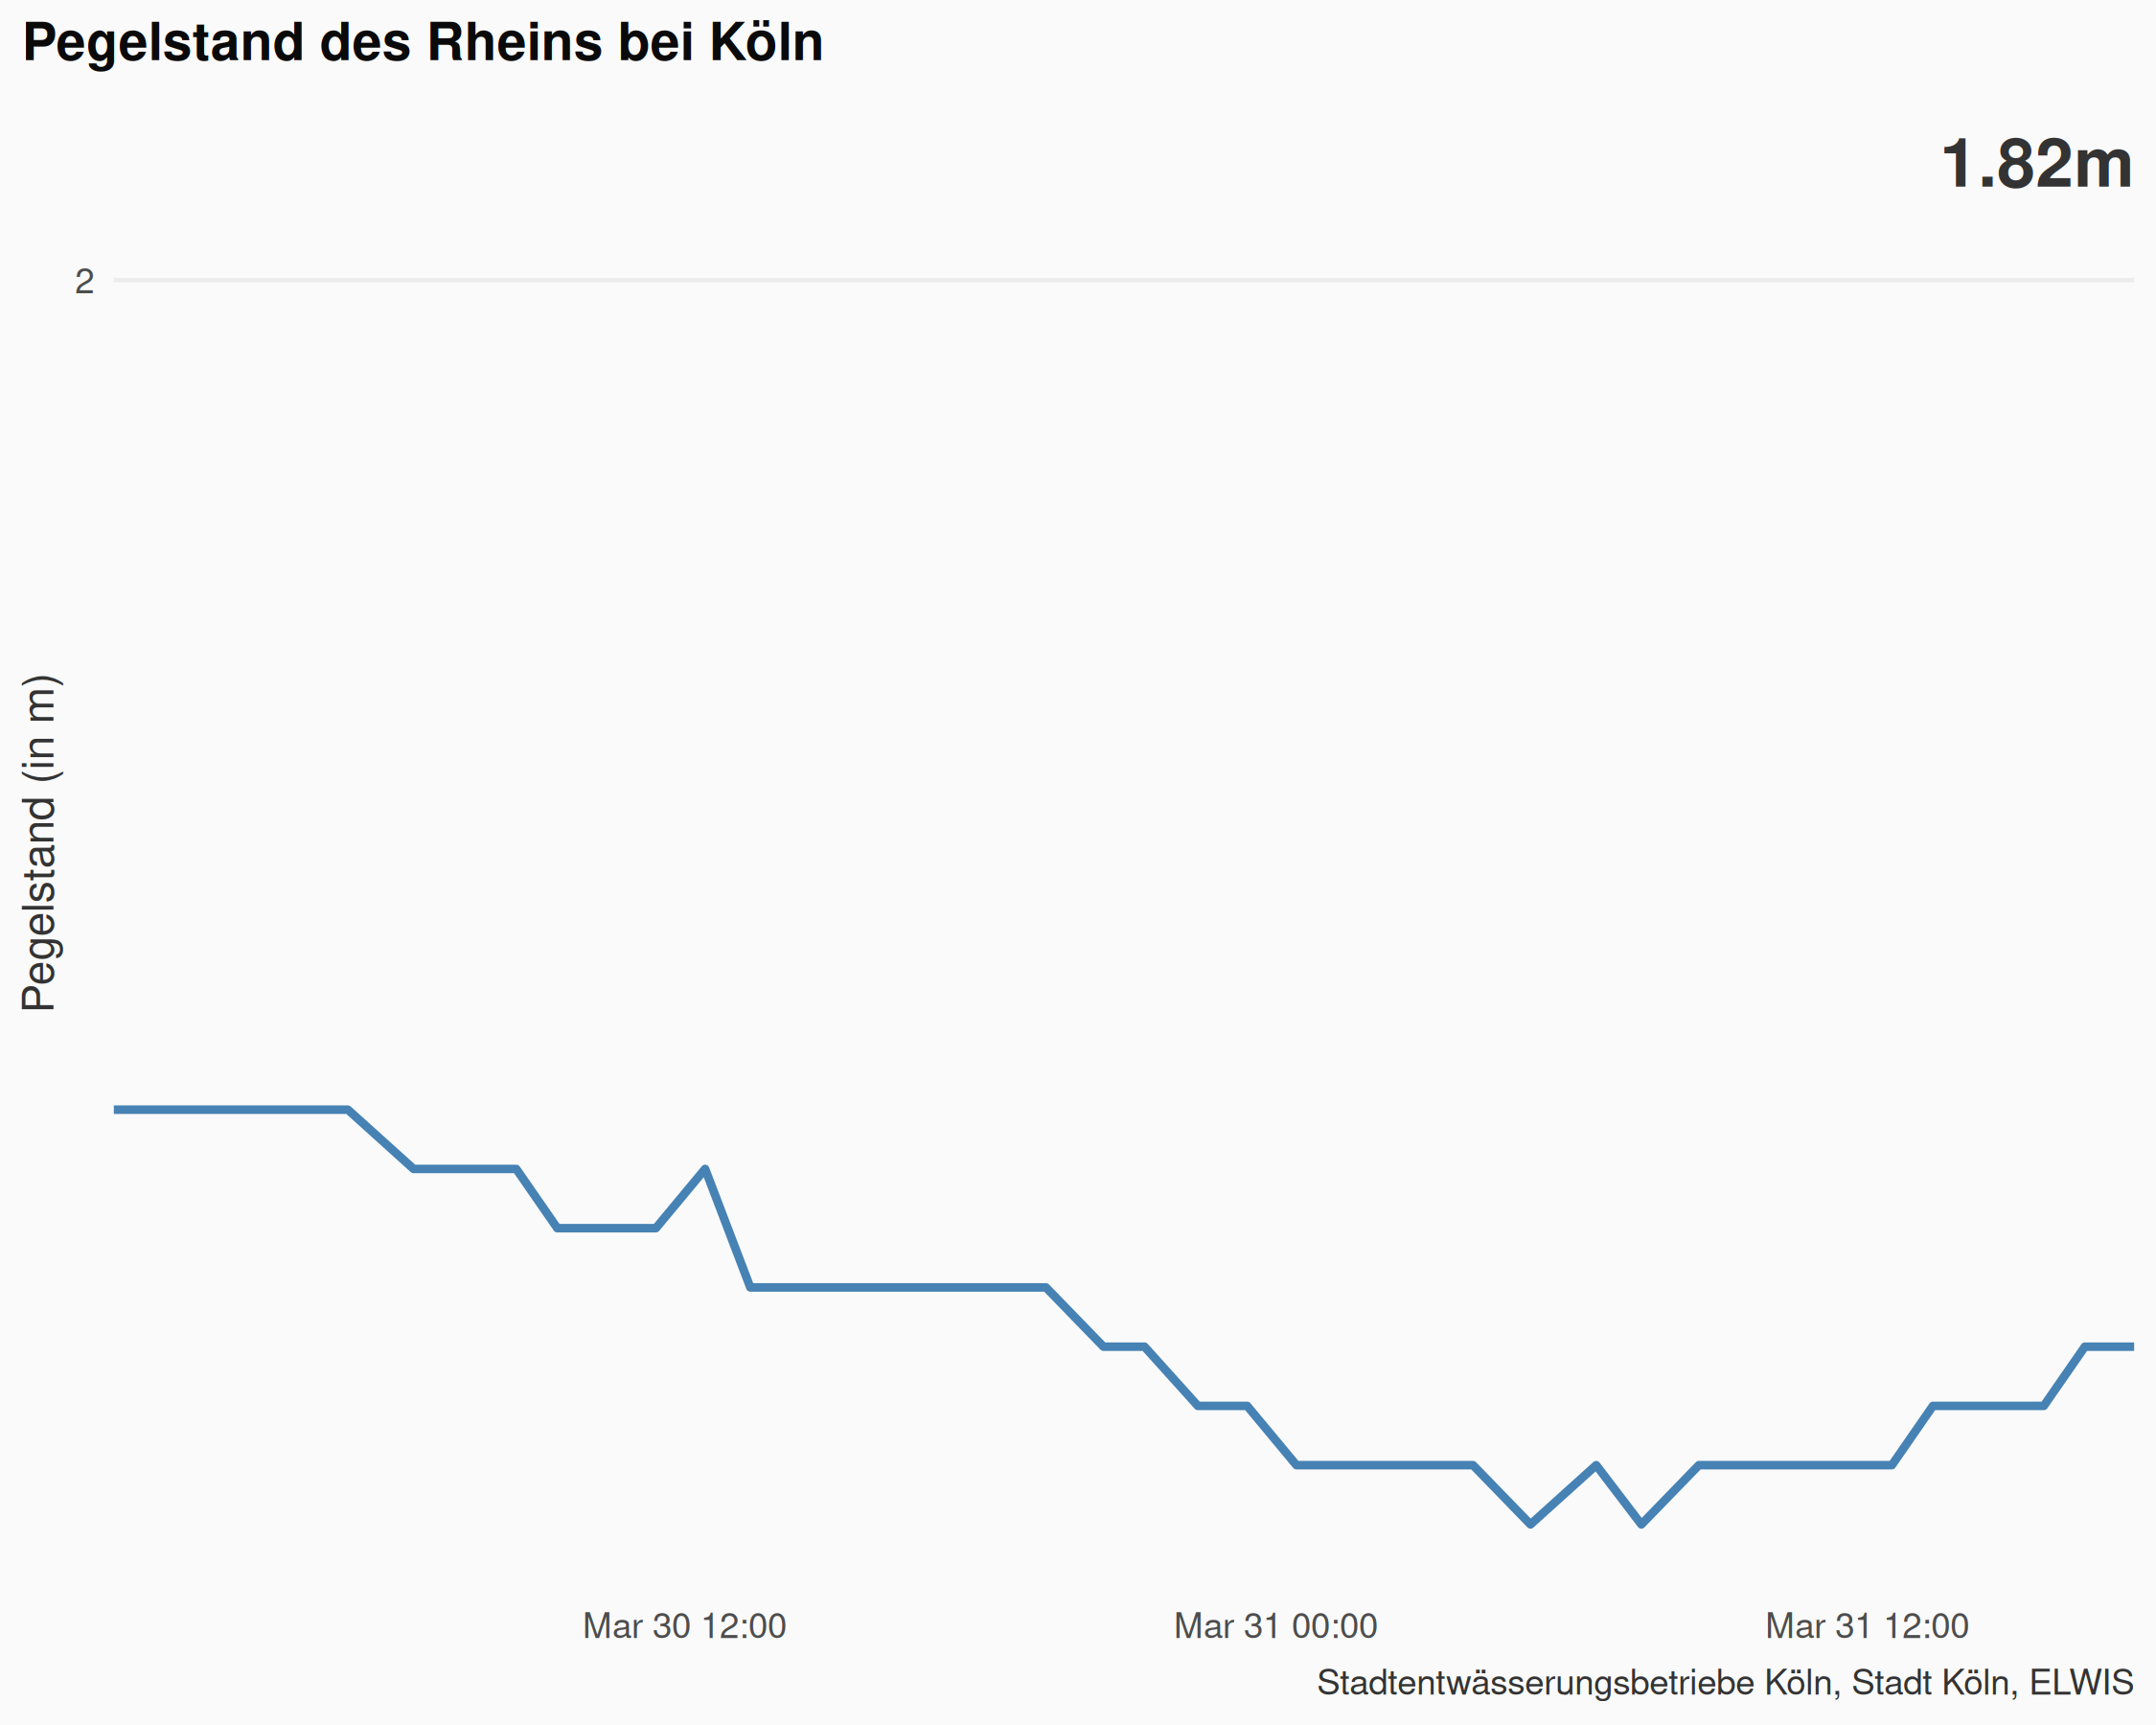 Pegelstand des Rheins bei Köln
1.82m
2
Pegelstand (in m)
Mar 30 12:00
Mar 31 00:00
Mar 31 12:00
Stadtentwässerungsbetriebe Köln, Stadt Köln, ELWIS